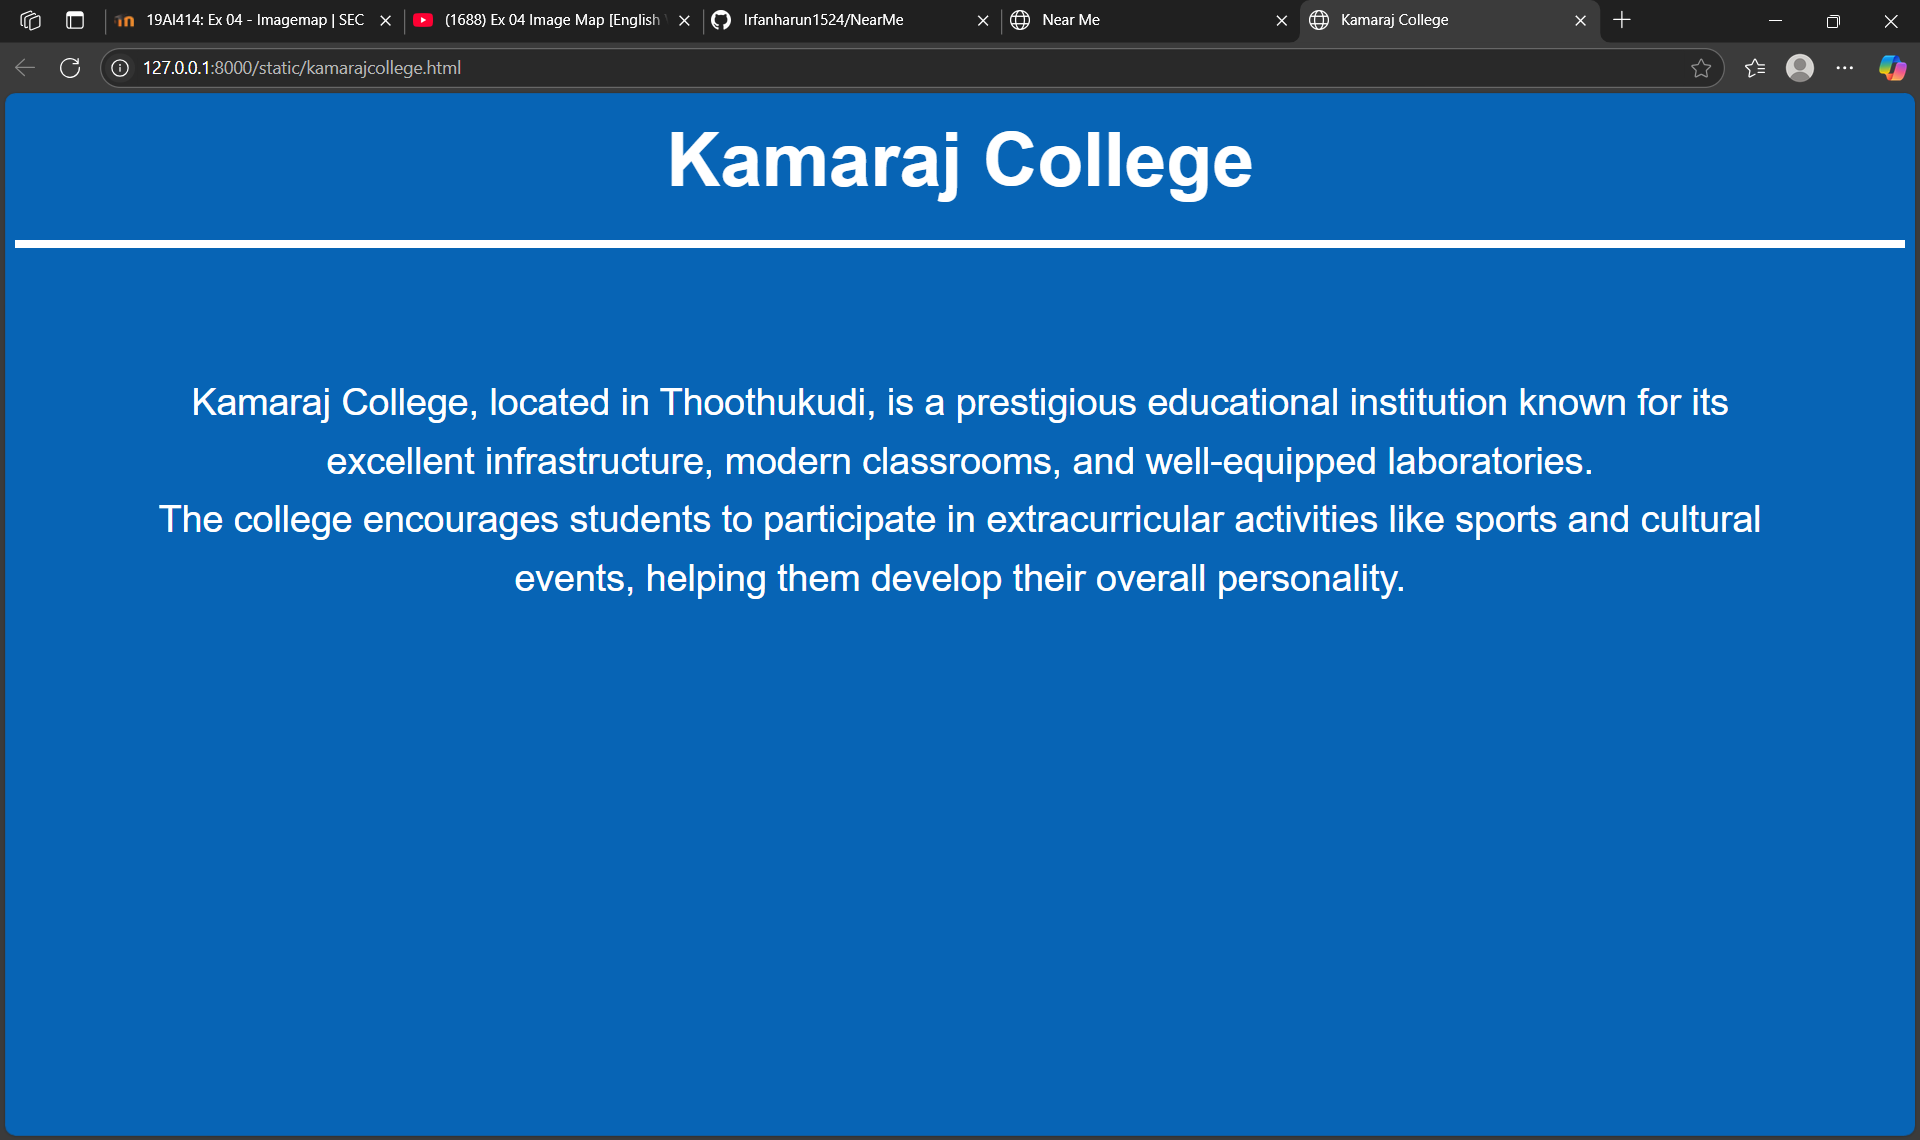 19AI414: Ex 04 - Imagemap | SEC
(1688) Ex 04 Image Map [English
Irfanharun1524/NearMe
Near Me
Kamaraj College
127.0.0.1:8000/static/kamarajcollege.html
Kamaraj College
Kamaraj College, located in Thoothukudi, is a prestigious educational institution known for its
excellent infrastructure, modern classrooms, and well-equipped laboratories.
The college encourages students to participate in extracurricular activities like sports and cultural
events, helping them develop their overall personality.